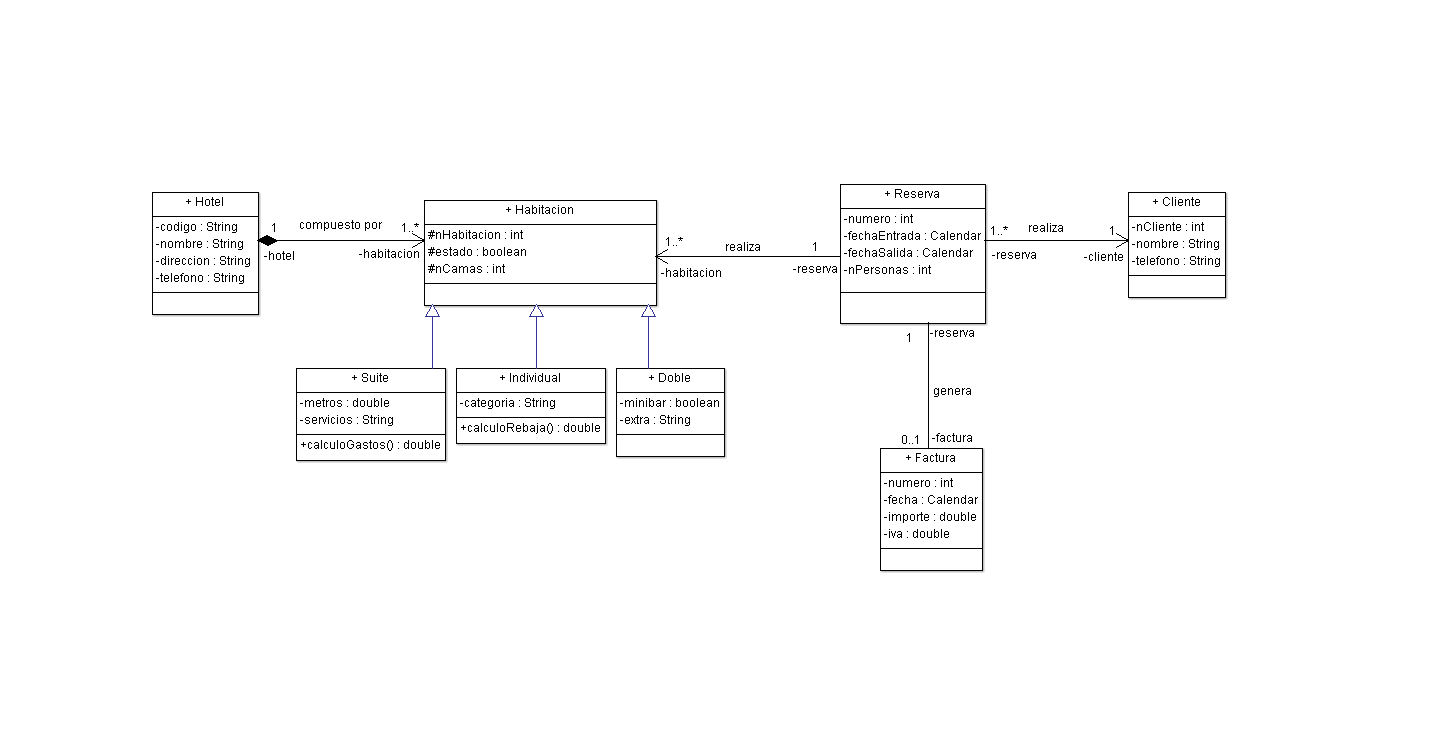 + Hotel
-codigo : String
-nombre : String
-direccion : String
-telefono : String
1
compuesto por
1..*
-hotel
-habitacion
+ Habitacion
#nHabitacion : int
#estado : boolean
#nCamas : int
1..*
realiza
1
-habitacion
-reserva
+ Reserva
-numero : int
-fechaEntrada : Calendar
-fechaSalida : Calendar
-nPersonas : int
1..*
realiza
1
-reserva
-cliente
+ Cliente
-nCliente : int
-nombre : String
-telefono : String
+ Suite
-metros : double
-servicios : String
+calculoGastos() : double
+ Individual
-categoria : String
+calculoRebaja() : double
+ Doble
-minibar : boolean
-extra : String
1
-reserva
genera
0..1
-factura
+ Factura
-numero : int
-fecha : Calendar
-importe : double
-iva : double